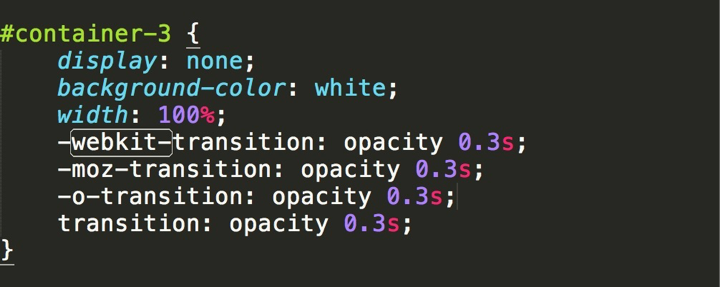 #container-3 {
    display: none;
    background-color: white;
    width: 100%;
    -webkit-transition: opacity 0.3s;
    -moz-transition: opacity 0.3s;
    -o-transition: opacity 0.3s;
    transition: opacity 0.3s;
}